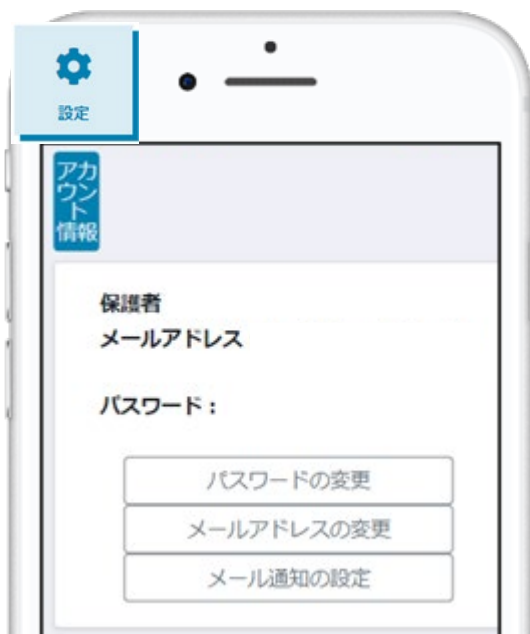 設定
アカ
ウン
ト
情報
保護者
メールアドレス
パスワード：
パスワードの変更
メールアドレスの変更
メール通知の設定